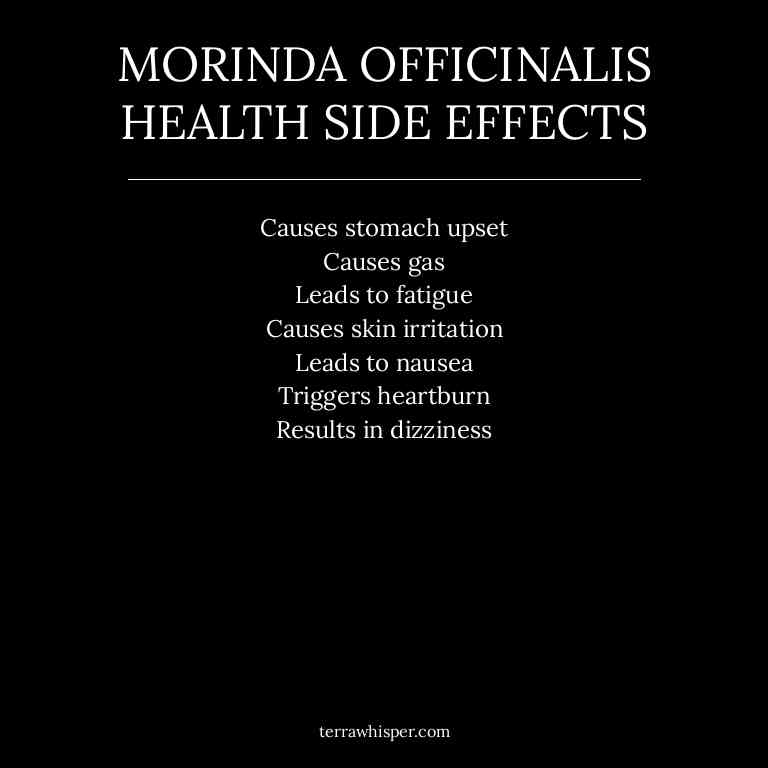 MORINDA OFFICINALIS
HEALTH SIDE EFFECTS
Causes stomach upset
Causes gas
Leads to fatigue
Causes skin irritation
Leads to nausea
Triggers heartburn
Results in dizziness
terrawhisper.com